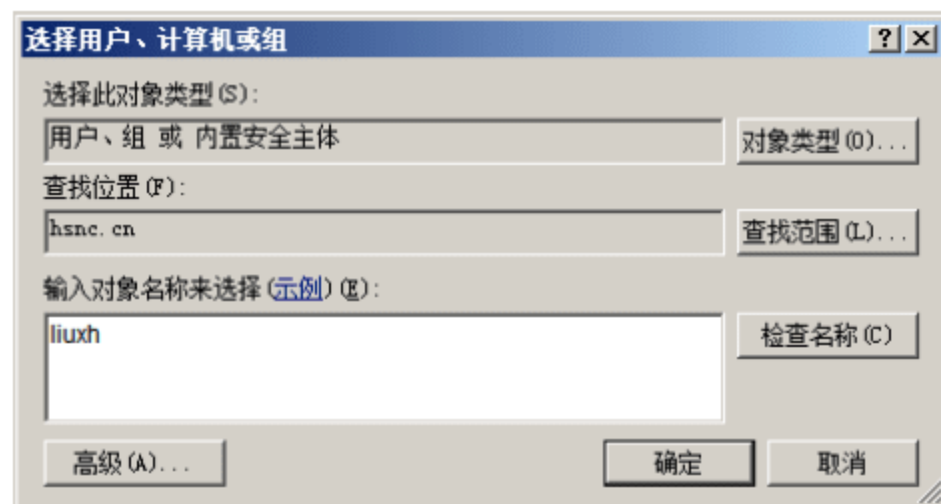 选择用户、计算机或组
选择此对象类型(S):
用户、组 或 内置安全主体 对象类型(O)...
查找位置(F):
hsnc.cn 查找范围(L)...
输入对象名称来选择(示例)(E):
liuxh 检查名称(C)
高级(A)... 确定 取消